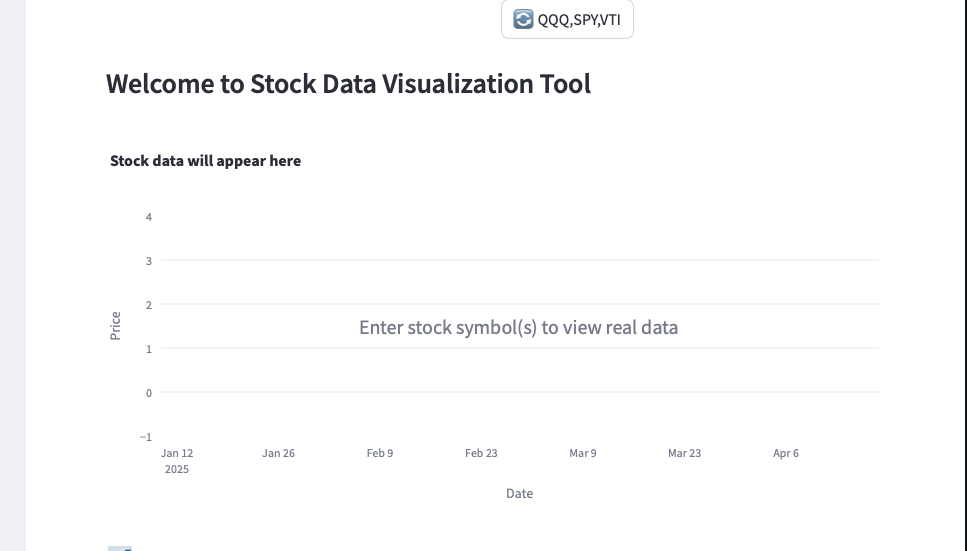 QQQ,SPY,VTI
Welcome to Stock Data Visualization Tool
Stock data will appear here
4
3
2
Enter stock symbol(s) to view real data
Price
1
0
−1
Jan 12 Jan 26 Feb 9 Feb 23 Mar 9 Mar 23 Apr 6
2025
Date